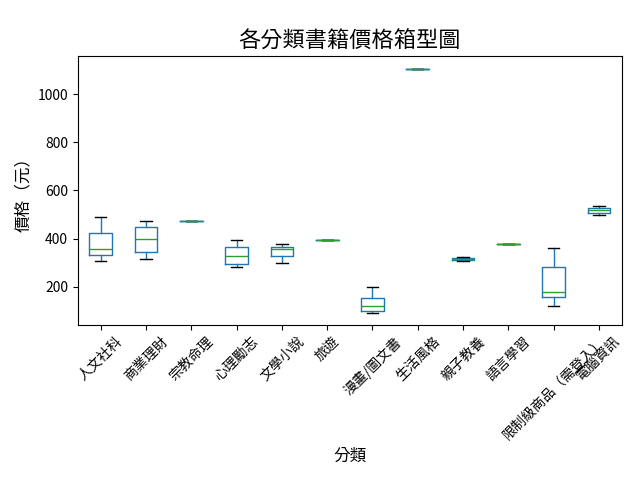 各分類書籍價格箱型圖
價格（元）
1000
800
600
400
200
人文社科
商業理財
宗教命理
心理勵志
文學小說
旅遊
漫畫/圖文書
生活風格
親子教養
語言學習
限制級商品（需登入）
電腦資訊
分類